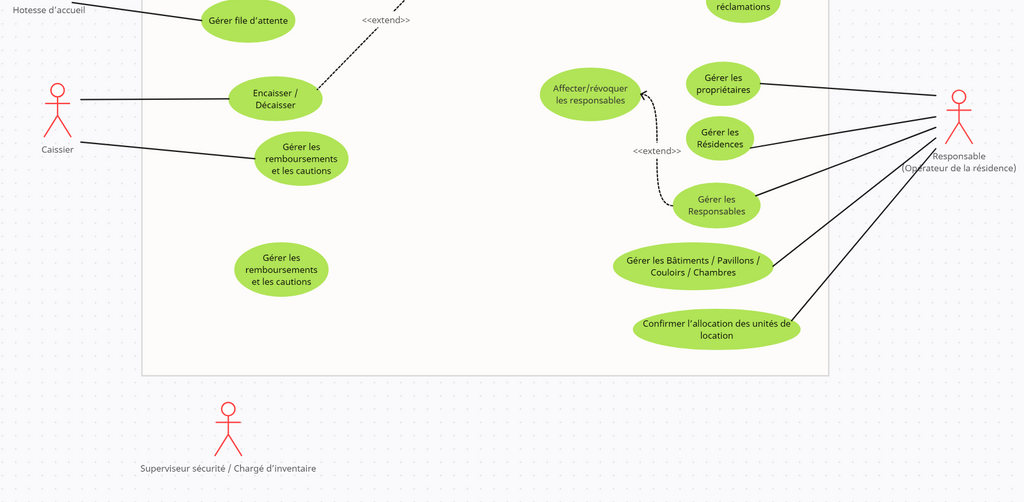 Hotesse d'accueil
Gérer file d'attente
<<extend>>
réclamations
Encaisser /
Décaisser
Caissier
Gérer les
remboursements
et les cautions
Affecter/révoquer
les responsables
Gérer les
propriétaires
Gérer les
Résidences
<<extend>>
Responsable
(Opérateur de la résidence)
Gérer les
Responsables
Gérer les
remboursements
et les cautions
Gérer les Bâtiments / Pavillons /
Couloirs / Chambres
Confirmer l'allocation des unités de
location
Superviseur sécurité / Chargé d'inventaire